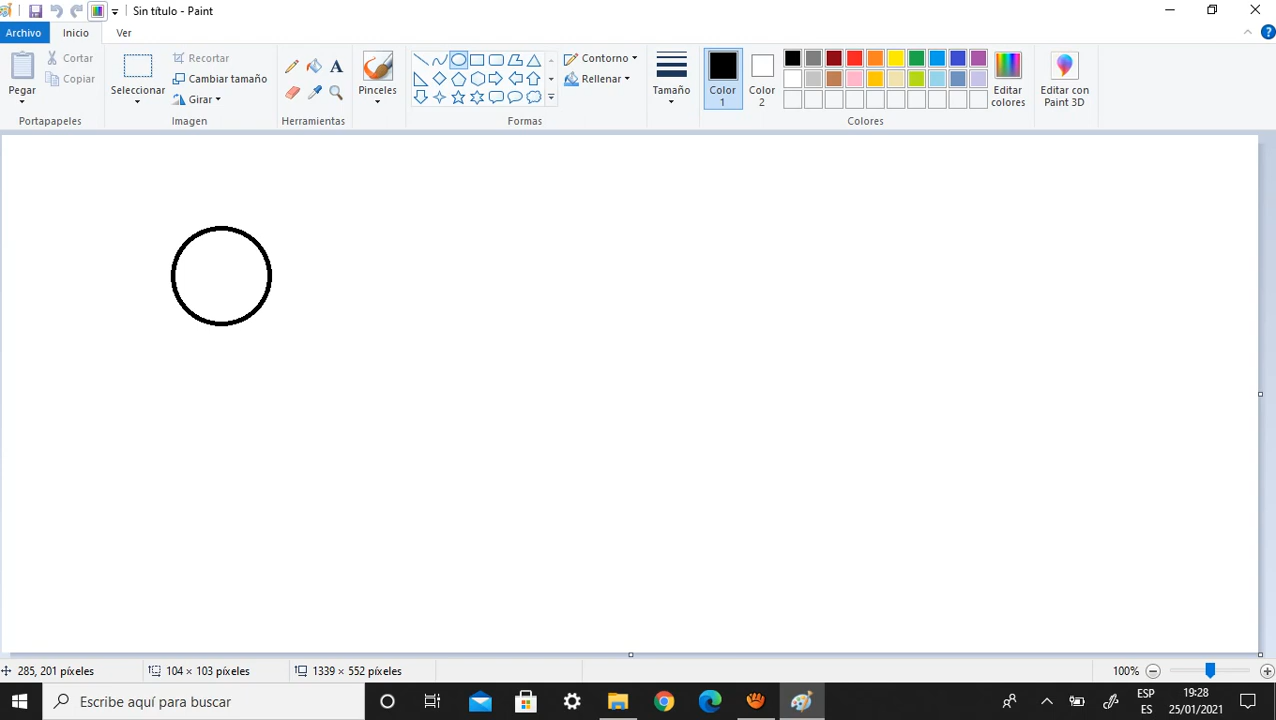 Sin título - Paint
Archivo Inicio Ver
Pegar
Cortar
Copiar
Portapapeles
Seleccionar
Recortar
Cambiar tamaño
Girar
Imagen
A
Herramientas
Pinceles
Contorno
Rellenar
Formas
Tamaño
Color
1
Color
2
Editar
colores
Colores
Editar con
Paint 3D
285, 201 píxeles 104 × 103 píxeles 1339 × 552 píxeles 100%
Escribe aquí para buscar
ESP
ES
19:28
25/01/2021